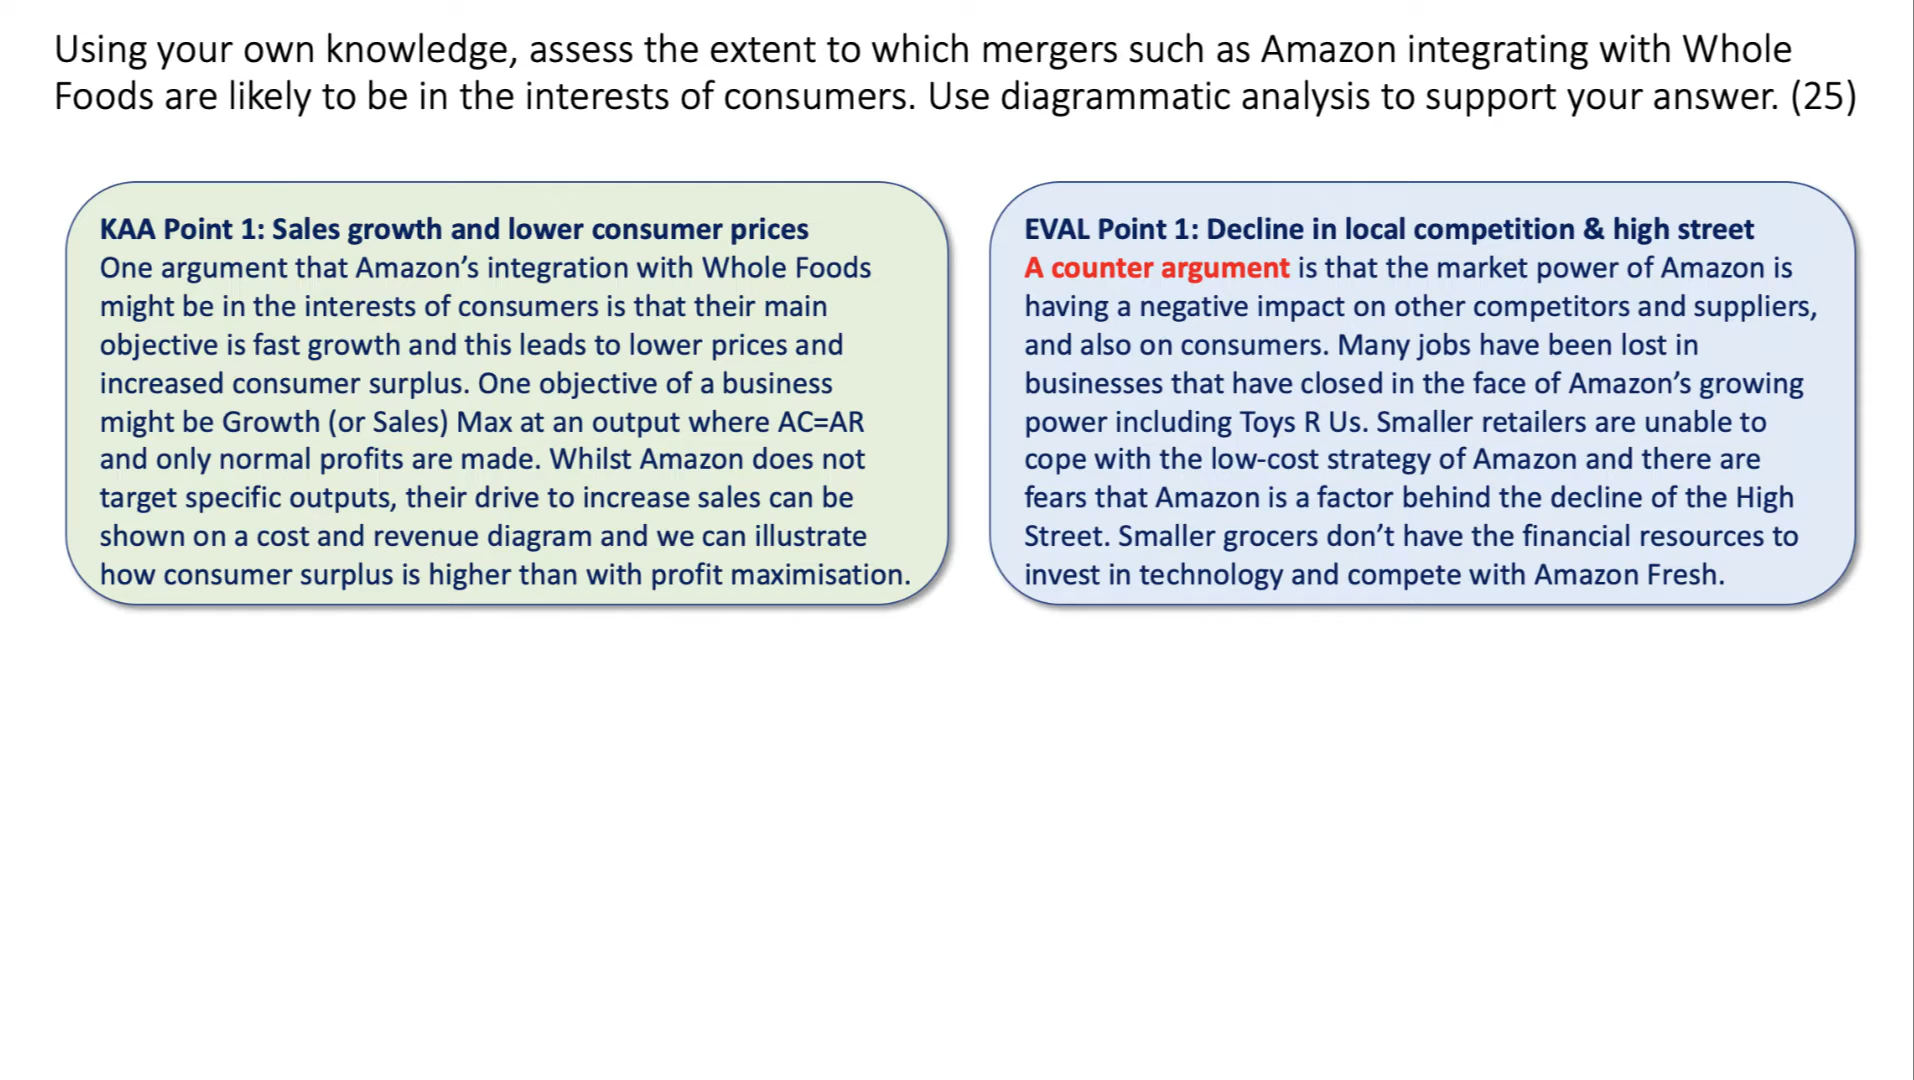 Using your own knowledge, assess the extent to which mergers such as Amazon integrating with Whole
Foods are likely to be in the interests of consumers. Use diagrammatic analysis to support your answer. (25)
KAA Point 1: Sales growth and lower consumer prices
One argument that Amazon’s integration with Whole Foods
might be in the interests of consumers is that their main
objective is fast growth and this leads to lower prices and
increased consumer surplus. One objective of a business
might be Growth (or Sales) Max at an output where AC=AR
and only normal profits are made. Whilst Amazon does not
target specific outputs, their drive to increase sales can be
shown on a cost and revenue diagram and we can illustrate
how consumer surplus is higher than with profit maximisation.
EVAL Point 1: Decline in local competition & high street
A counter argument is that the market power of Amazon is
having a negative impact on other competitors and suppliers,
and also on consumers. Many jobs have been lost in
businesses that have closed in the face of Amazon’s growing
power including Toys R Us. Smaller retailers are unable to
cope with the low-cost strategy of Amazon and there are
fears that Amazon is a factor behind the decline of the High
Street. Smaller grocers don’t have the financial resources to
invest in technology and compete with Amazon Fresh.